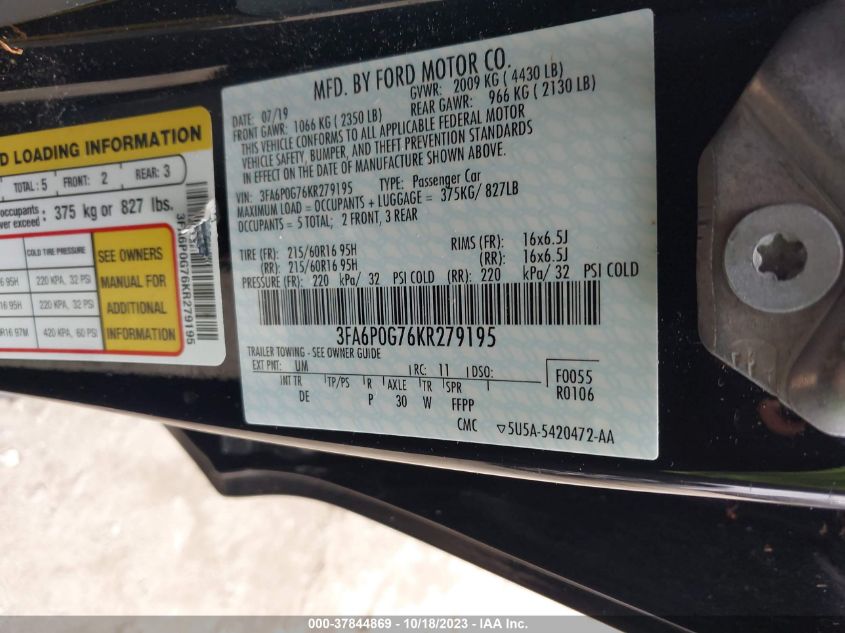 D LOADING INFORMATION
TOTAL: 5 FRONT: 2 REAR: 3
occupants exceed: 375 kg or 827 lbs.
COLD TIRE PRESSURE
SEE OWNERS MANUAL FOR ADDITIONAL INFORMATION
95H 220 KPA, 32 PSI
16 95H 220 KPA, 32 PSI
R16 97M 420 KPA, 60 PSI
3FA6P0G76KR279195
MFD. BY FORD MOTOR CO.
07/19 GVWR: 2009 KG ( 4430 LB)
FRONT GAWR: 1066 KG ( 2350 LB) REAR GAWR: 966 KG ( 2130 LB)
THIS VEHICLE CONFORMS TO ALL APPLICABLE FEDERAL MOTOR
VEHICLE SAFETY, BUMPER, AND THEFT PREVENTION STANDARDS
IN EFFECT ON THE DATE OF MANUFACTURE SHOWN ABOVE.
VIN: 3FA6P0G76KR279195 TYPE: Passenger Car
MAXIMUM LOAD = OCCUPANTS + LUGGAGE = 375KG/ 827LB
OCCUPANTS = 5 TOTAL; 2 FRONT, 3 REAR
TIRE (FR): 215/60R16 95H RIMS (FR): 16x6.5J
(RR): 215/60R16 95H (RR): 16x6.5J
PRESSURE (FR): 220 kPa/ 32 PSI COLD (RR): 220 kPa/ 32 PSI COLD
3FA6P0G76KR279195
TRAILER TOWING - SEE OWNER GUIDE
EXT PNT: UM RC: 11 DSO: F0055
INT TR TP/PS R AXLE TR SPR R0106
DE P 30 W FFPP
CMC ▽5U5A-5420472-AA
000-37844869 - 10/18/2023 - IAA Inc.